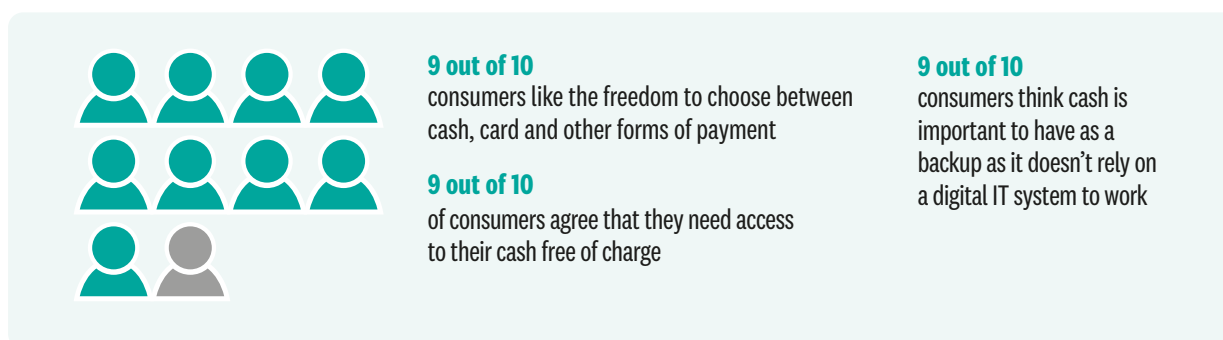 9 out of 10
consumers like the freedom to choose between
cash, card and other forms of payment
9 out of 10
of consumers agree that they need access
to their cash free of charge
9 out of 10
consumers think cash is
important to have as a
backup as it doesn’t rely on
a digital IT system to work